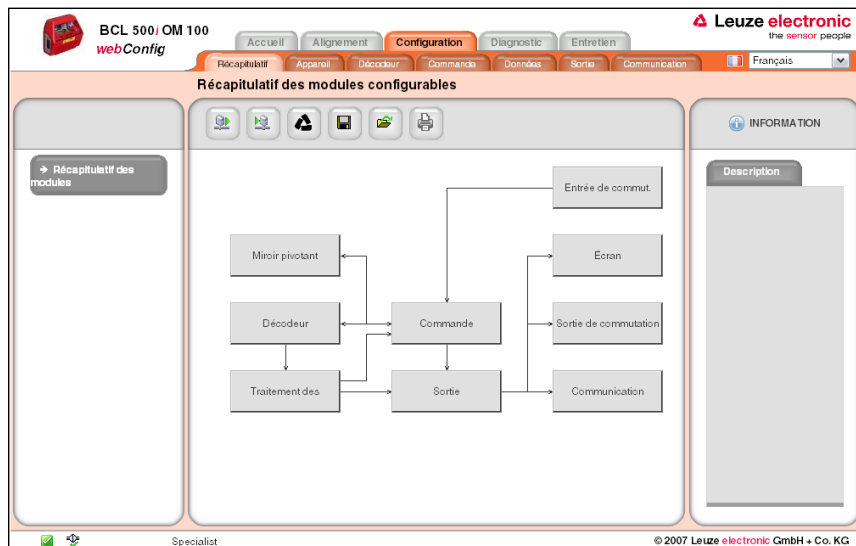 BCL 500i OM 100
webConfig
Leuze electronic
the sensor people
Accueil
Alignement
Configuration
Diagnostic
Entretien
Récapitulatif
Appareil
Décodeur
Commande
Données
Sortie
Communication
Français
Récapitulatif des modules configurables
INFORMATION
→ Récapitulatif des
modules
Description
Entrée de commut.
Miroir pivotant
Écran
Décodeur
Commande
Sortie de commutation
Traitement des
Sortie
Communication
Specialist
© 2007 Leuze electronic GmbH + Co. KG